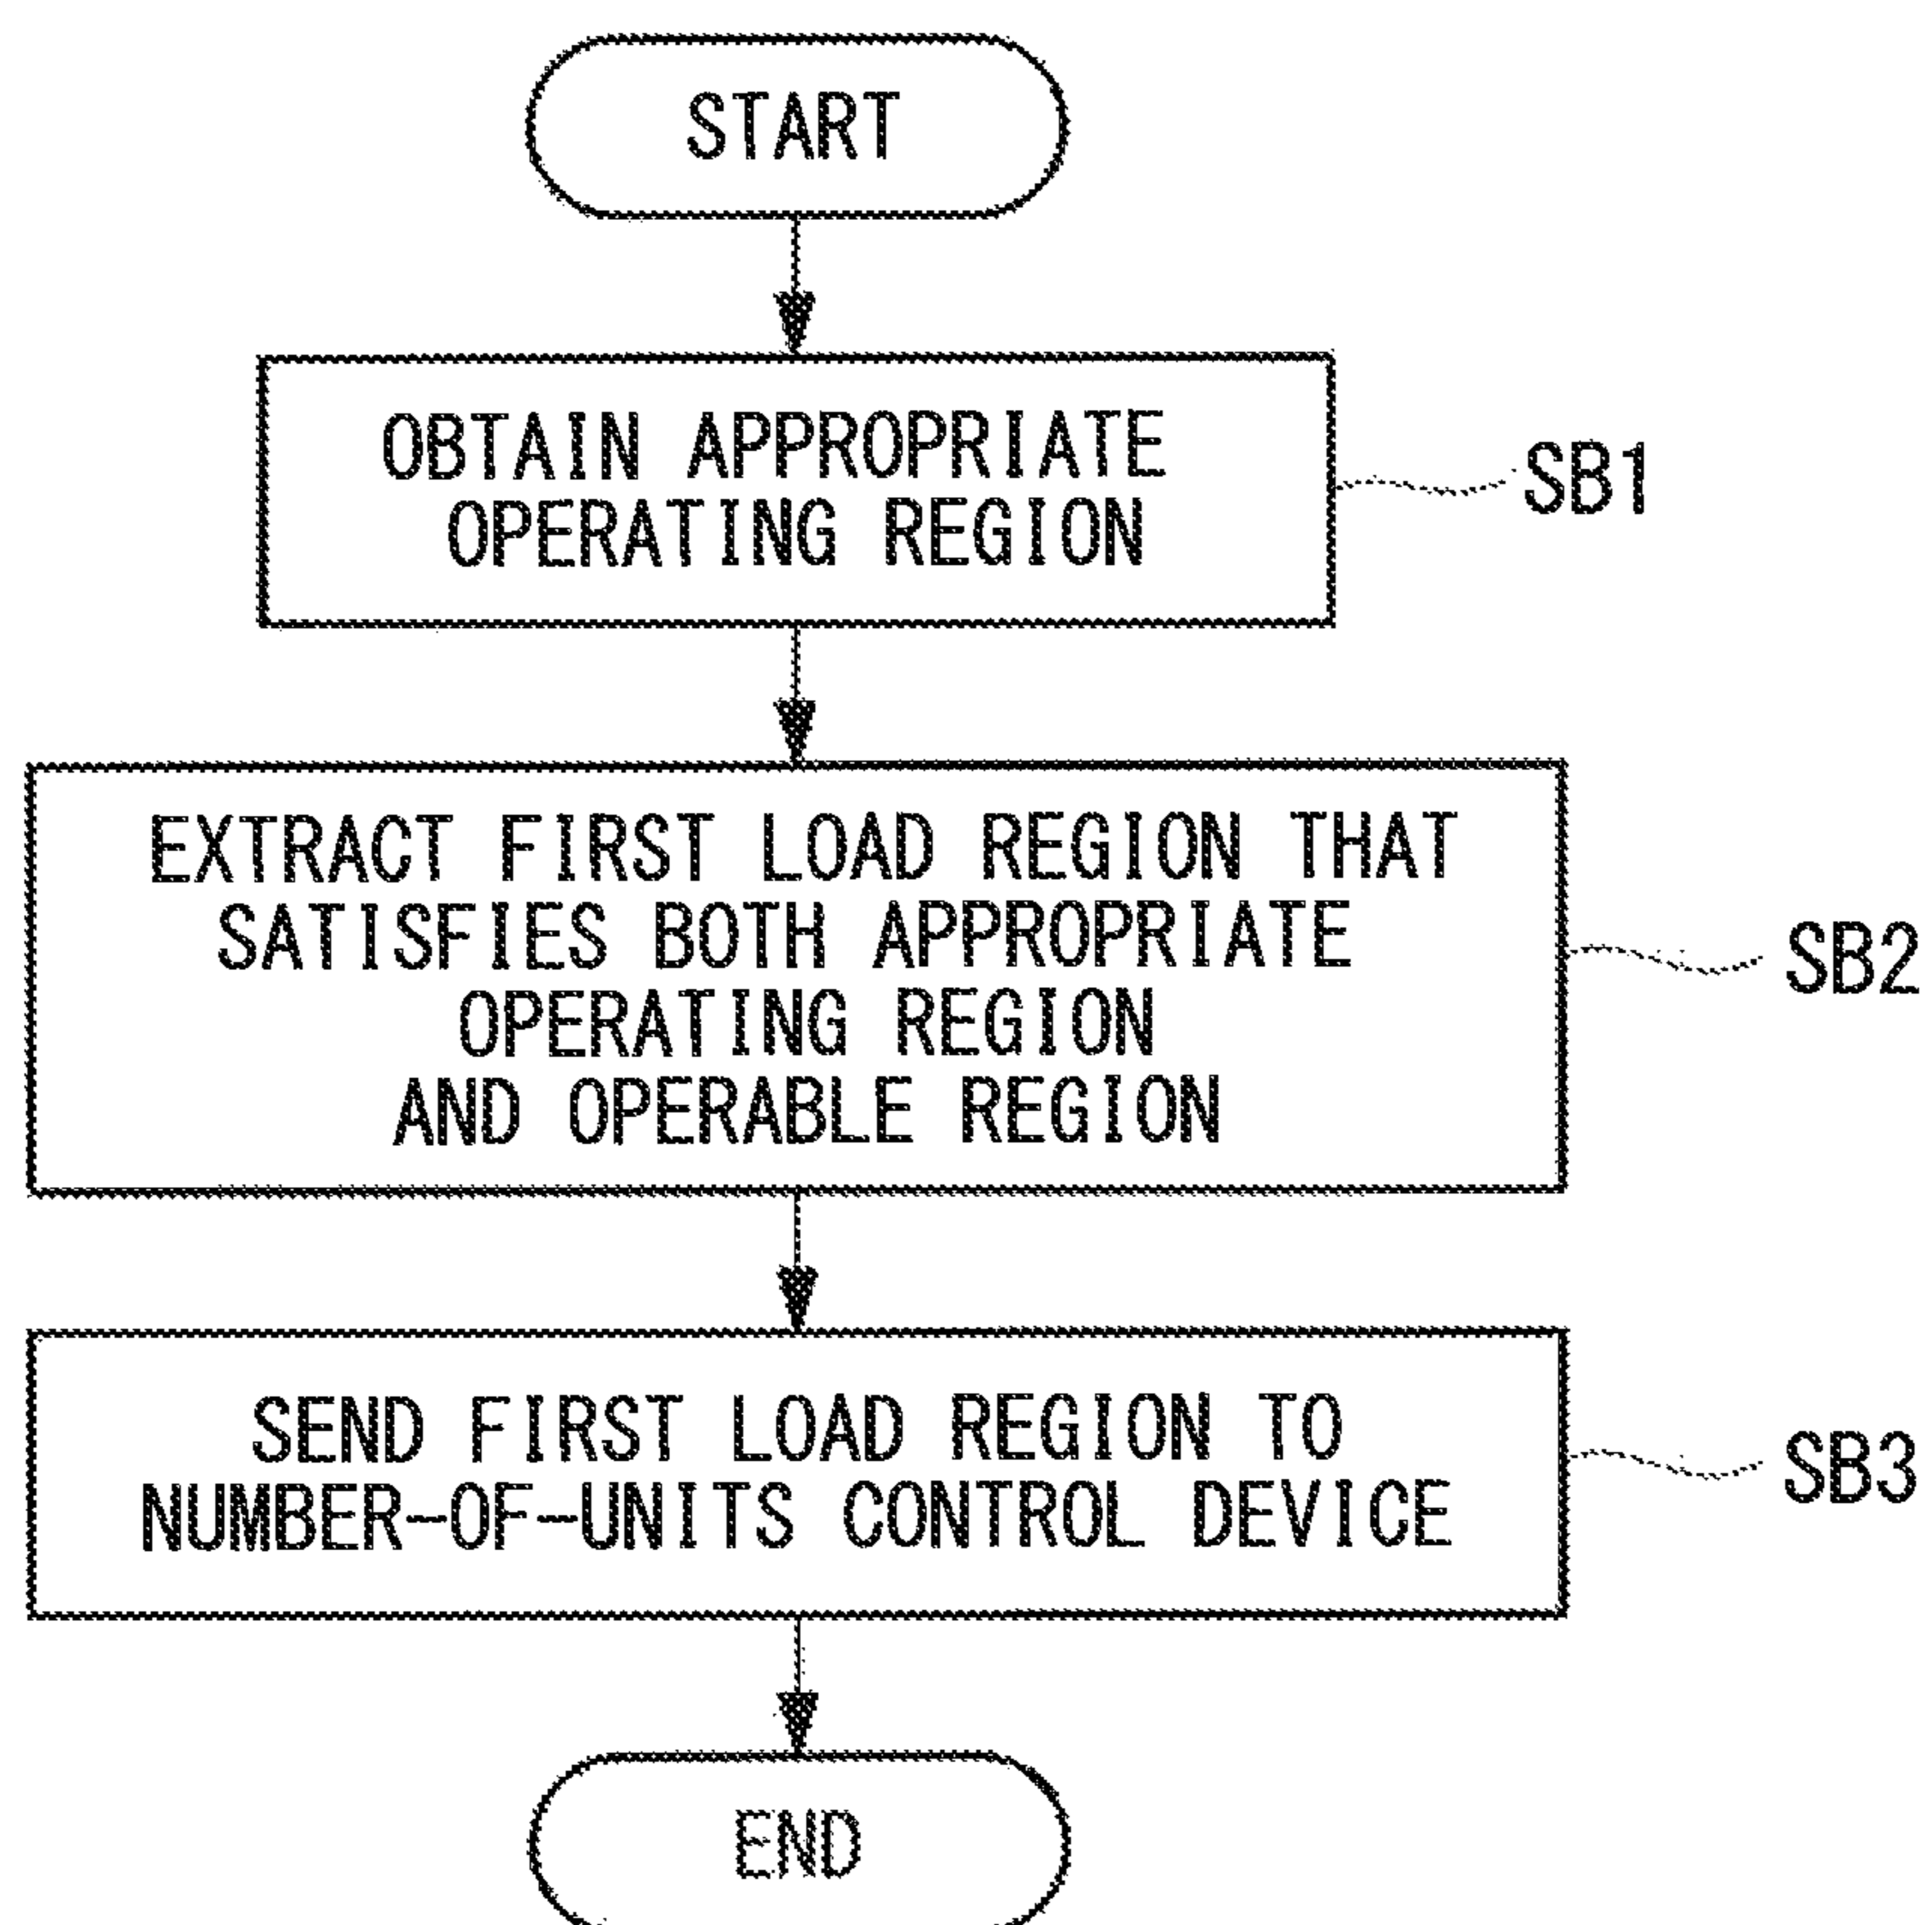 START
OBTAIN APPROPRIATE
OPERATING REGION
SB1
EXTRACT FIRST LOAD REGION THAT
SATISFIES BOTH APPROPRIATE
OPERATING REGION
AND OPERABLE REGION
SB2
SEND FIRST LOAD REGION TO
NUMBER-OF-UNITS CONTROL DEVICE
SB3
END